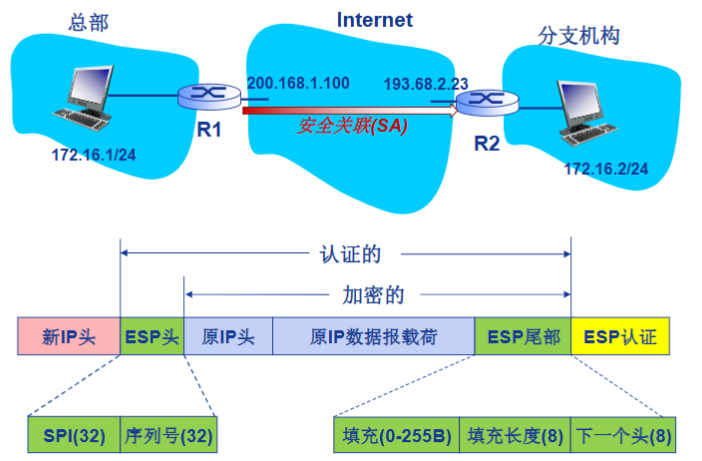 总部
Internet
分支机构
200.168.1.100
193.68.2.23
R1
安全关联(SA)
R2
172.16.1/24
172.16.2/24
认证的
加密的
新IP头
ESP头
原IP头
原IP数据报载荷
ESP尾部
ESP认证
SPI(32)
序列号(32)
填充(0-255B)
填充长度(8)
下一个头(8)